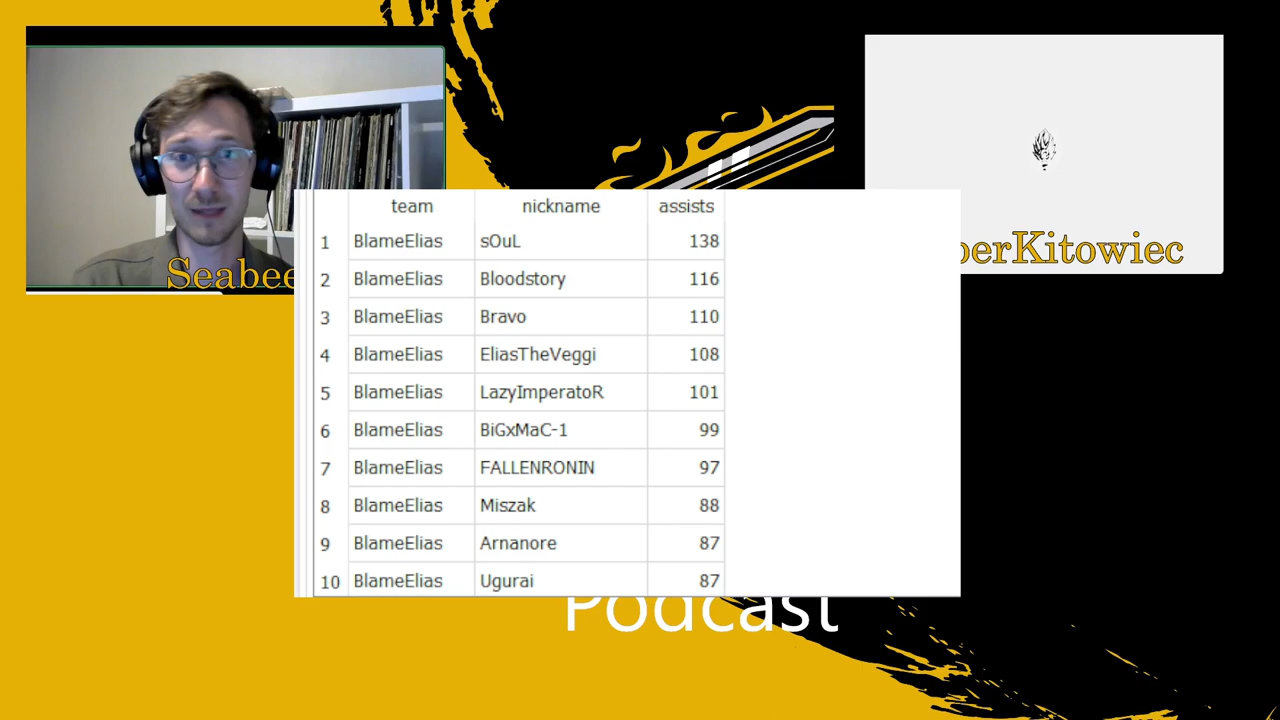 Seabee
berKitowiec
team nickname assists
1 BlameElias sOuL 138
2 BlameElias Bloodstory 116
3 BlameElias Bravo 110
4 BlameElias EliasTheVeggi 108
5 BlameElias LazyImperatoR 101
6 BlameElias BiGxMaC-1 99
7 BlameElias FALLENRONIN 97
8 BlameElias Miszak 88
9 BlameElias Arnanore 87
10 BlameElias Ugurai 87
Podcast